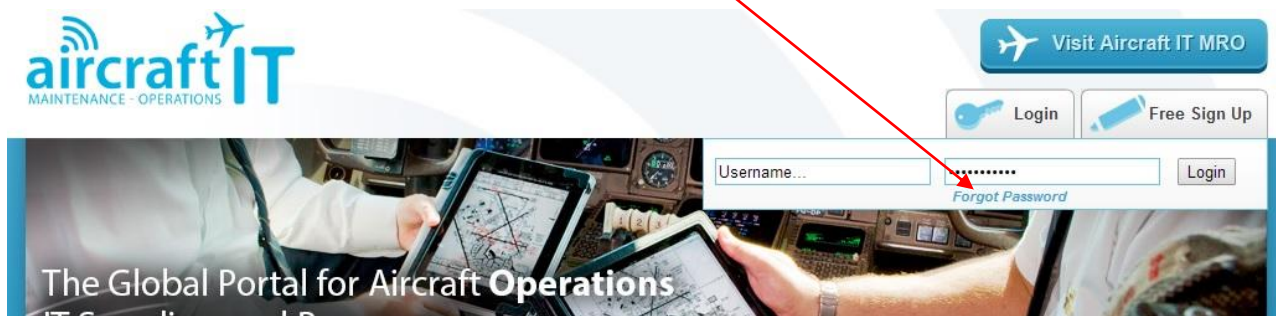 aircraft IT
MAINTENANCE - OPERATIONS
Visit Aircraft IT MRO
Login
Free Sign Up
Username...
••••••••••
Login
Forgot Password
The Global Portal for Aircraft Operations